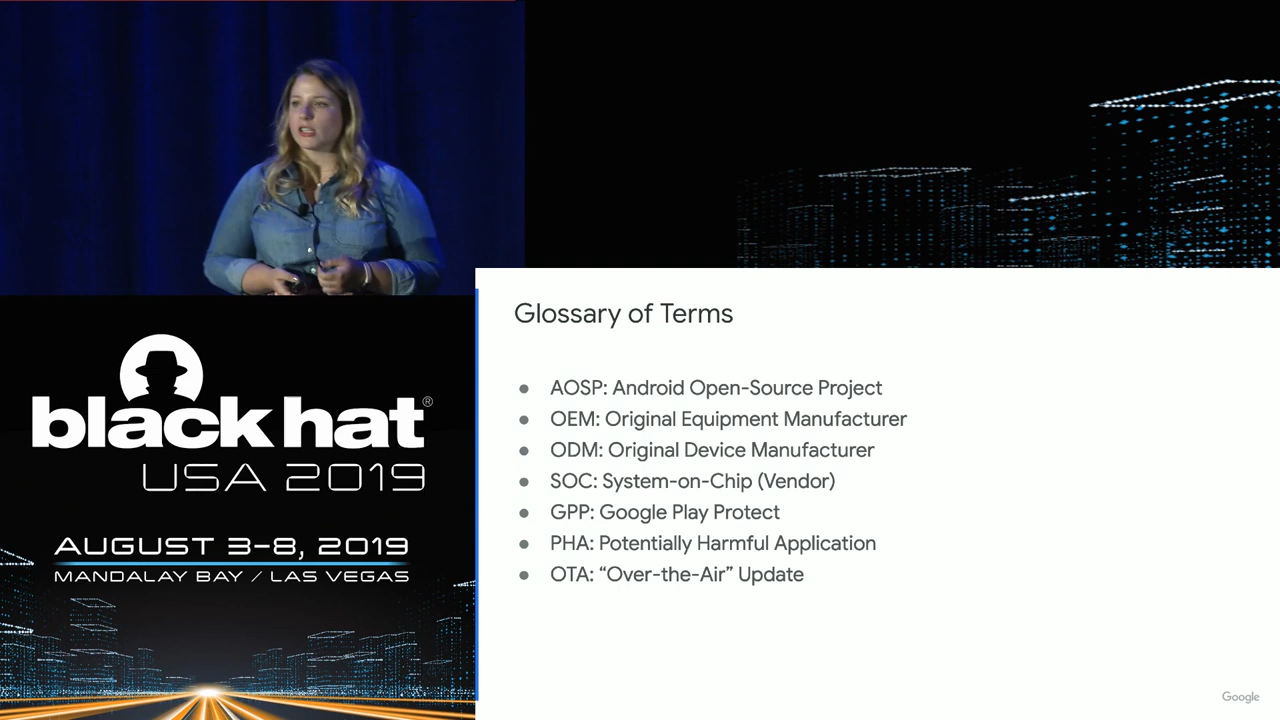 black hat®
USA 2019
AUGUST 3-8, 2019
MANDALAY BAY / LAS VEGAS
Glossary of Terms
● AOSP: Android Open-Source Project
● OEM: Original Equipment Manufacturer
● ODM: Original Device Manufacturer
● SOC: System-on-Chip (Vendor)
● GPP: Google Play Protect
● PHA: Potentially Harmful Application
● OTA: “Over-the-Air” Update
Google